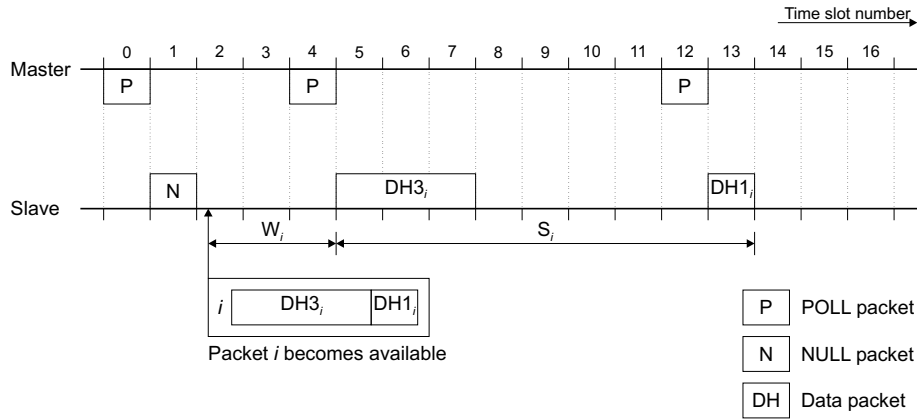 Time slot number
0 1 2 3 4 5 6 7 8 9 10 11 12 13 14 15 16
Master
P P P
N DH3i DH1i
Slave
Wi Si
i DH3i DH1i
Packet i becomes available
P POLL packet
N NULL packet
DH Data packet